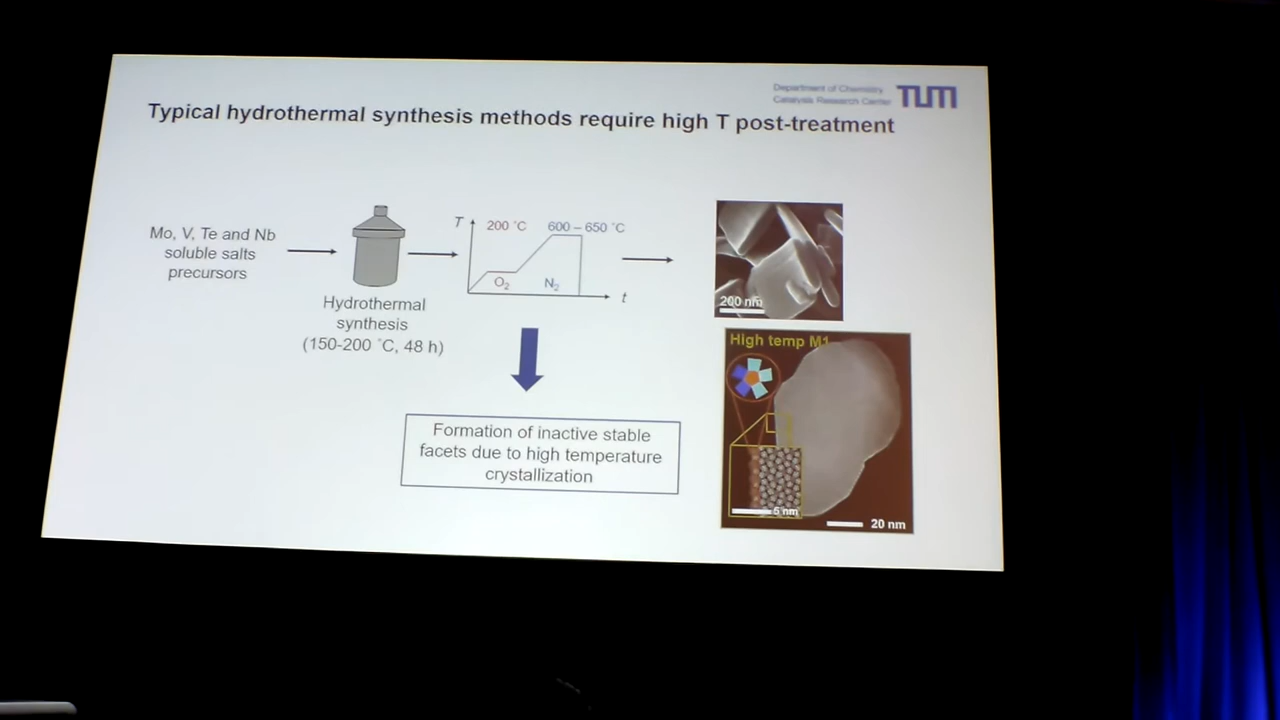 Department of Chemistry
Catalysis Research Center
TUM
Typical hydrothermal synthesis methods require high T post-treatment
Mo, V, Te and Nb
soluble salts
precursors
Hydrothermal
synthesis
(150-200 ˚C, 48 h)
T
200 ˚C
600 – 650 ˚C
O₂
N₂
t
Formation of inactive stable
facets due to high temperature
crystallization
200 nm
High temp M1
5 nm
20 nm